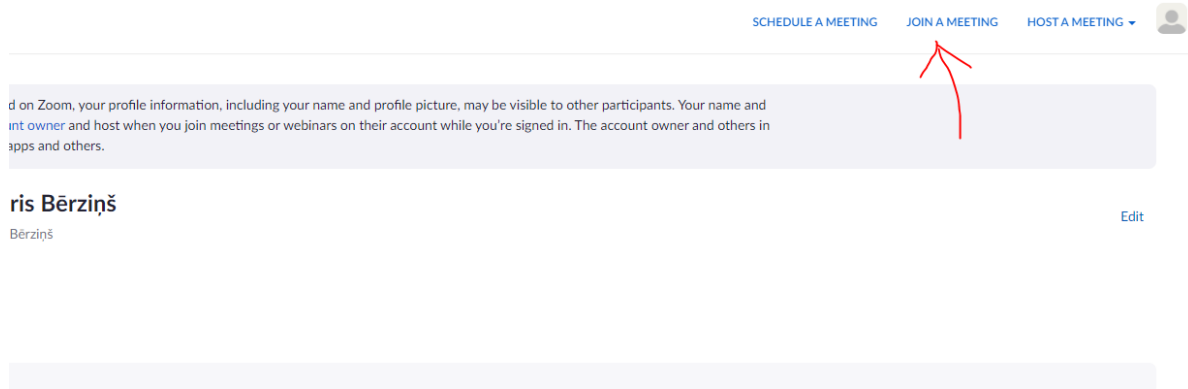 SCHEDULE A MEETING JOIN A MEETING HOST A MEETING
d on Zoom, your profile information, including your name and profile picture, may be visible to other participants. Your name and
int owner and host when you join meetings or webinars on their account while you're signed in. The account owner and others in
apps and others.
ris Bērziņš
Edit
Bērziņš